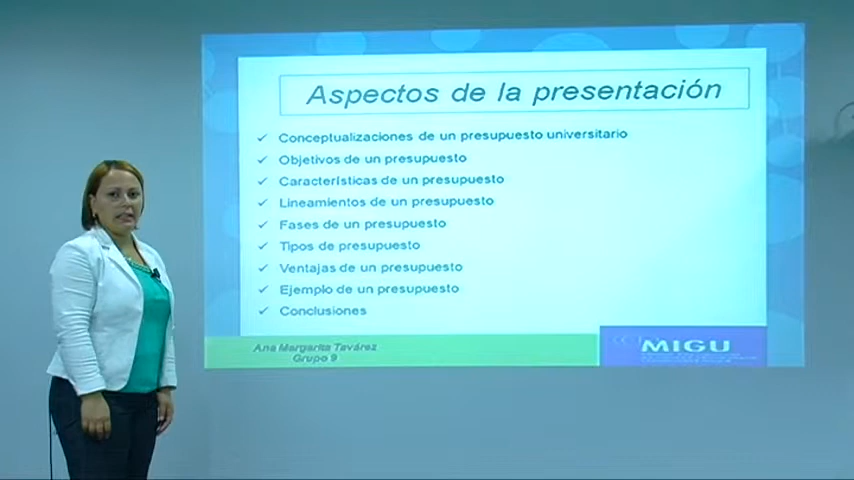 Aspectos de la presentación
✓ Conceptualizaciones de un presupuesto universitario
✓ Objetivos de un presupuesto
✓ Características de un presupuesto
✓ Lineamientos de un presupuesto
✓ Fases de un presupuesto
✓ Tipos de presupuesto
✓ Ventajas de un presupuesto
✓ Ejemplo de un presupuesto
✓ Conclusiones
Ana Margarita Tavárez
Grupo 9
MIGU